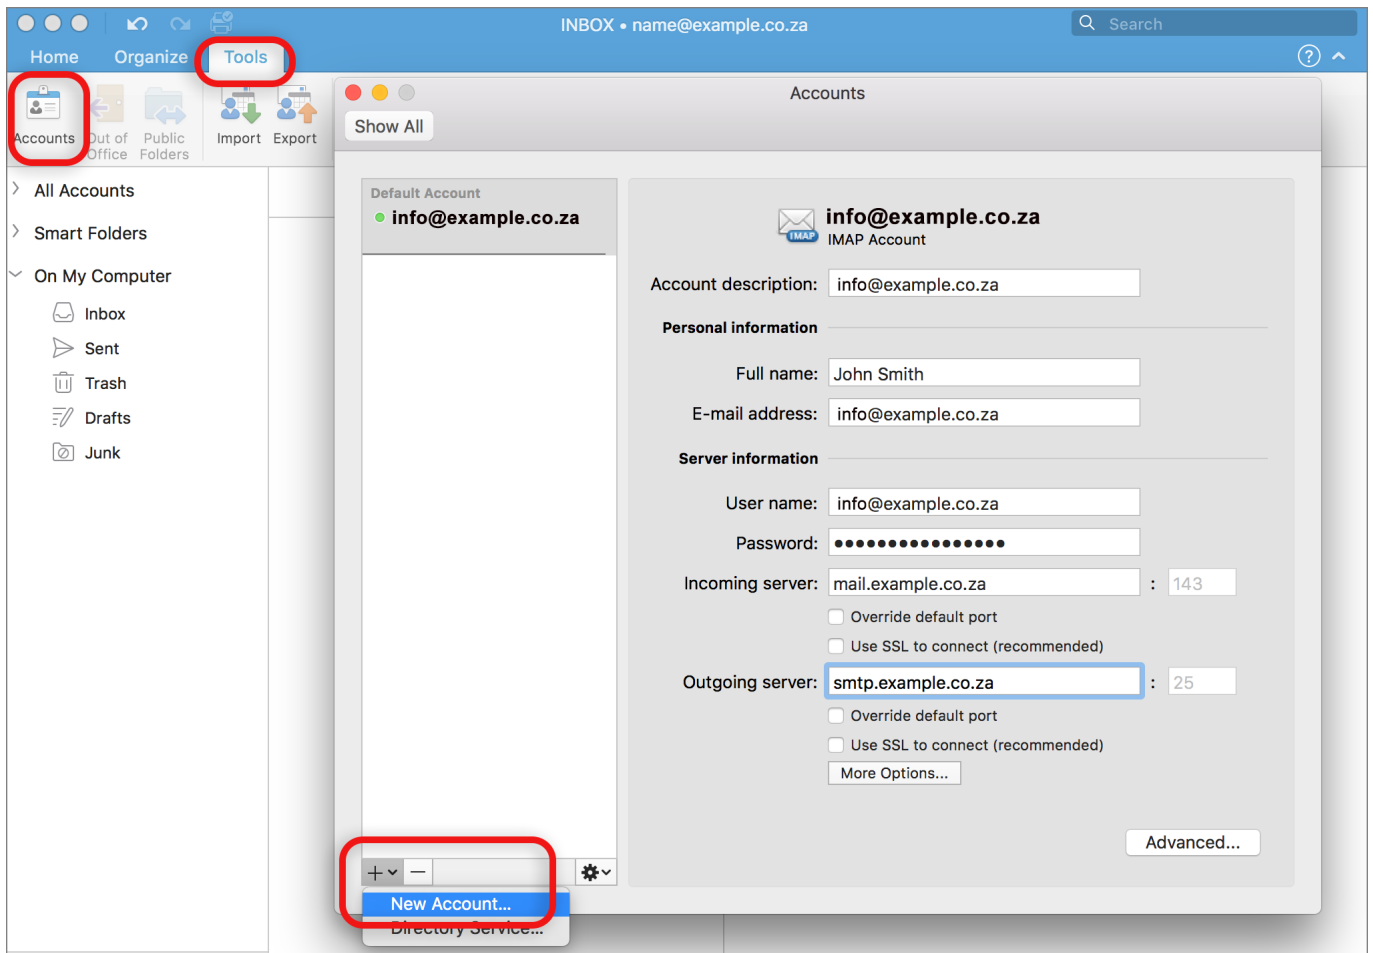 INBOX • name@example.co.za
Search
Home Organize Tools
?
Accounts
Out of Office
Public Folders
Import
Export
All Accounts
Smart Folders
On My Computer
Inbox
Sent
Trash
Drafts
Junk
Accounts
Show All
Default Account
info@example.co.za
IMAP
info@example.co.za
IMAP Account
Account description: info@example.co.za
Personal information
Full name: John Smith
E-mail address: info@example.co.za
Server information
User name: info@example.co.za
Password: ••••••••••••••••
Incoming server: mail.example.co.za : 143
Override default port
Use SSL to connect (recommended)
Outgoing server: smtp.example.co.za : 25
Override default port
Use SSL to connect (recommended)
More Options...
Advanced...
New Account...
Directory Service...